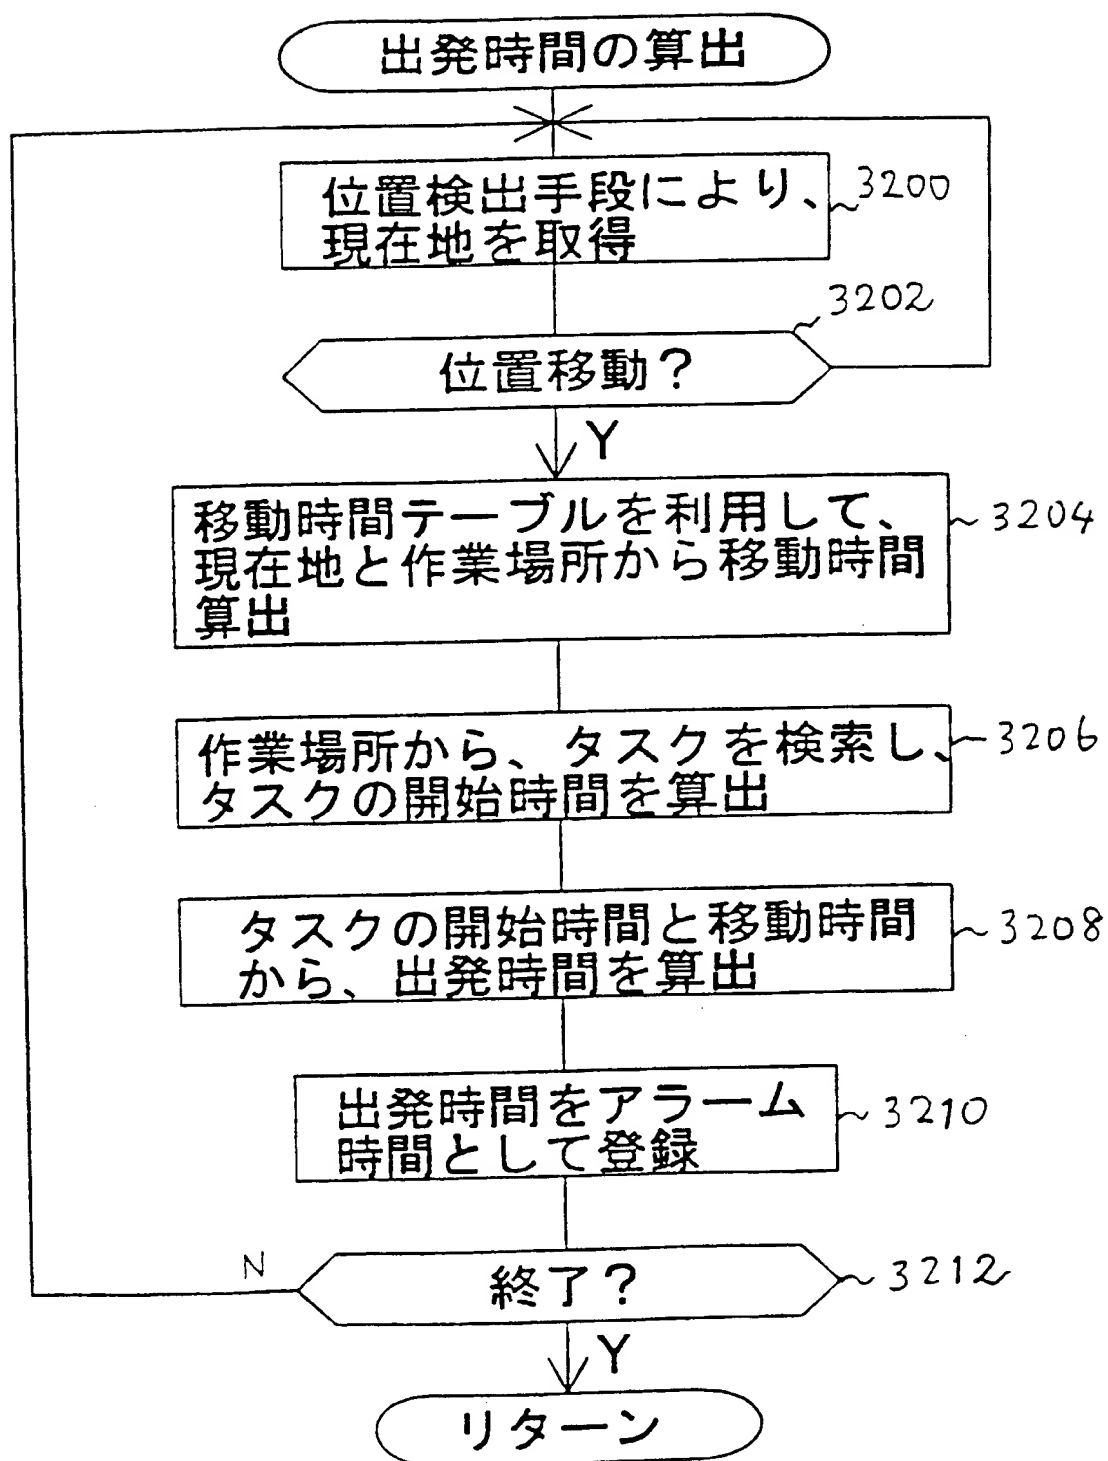 出発時間の算出
位置検出手段により、
現在地を取得
3200
3202
位置移動?
Y
移動時間テーブルを利用して、
現在地と作業場所から移動時間
算出
3204
作業場所から、タスクを検索し、
タスクの開始時間を算出
3206
タスクの開始時間と移動時間
から、出発時間を算出
3208
出発時間をアラーム
時間として登録
3210
N
終了?
3212
Y
リターン